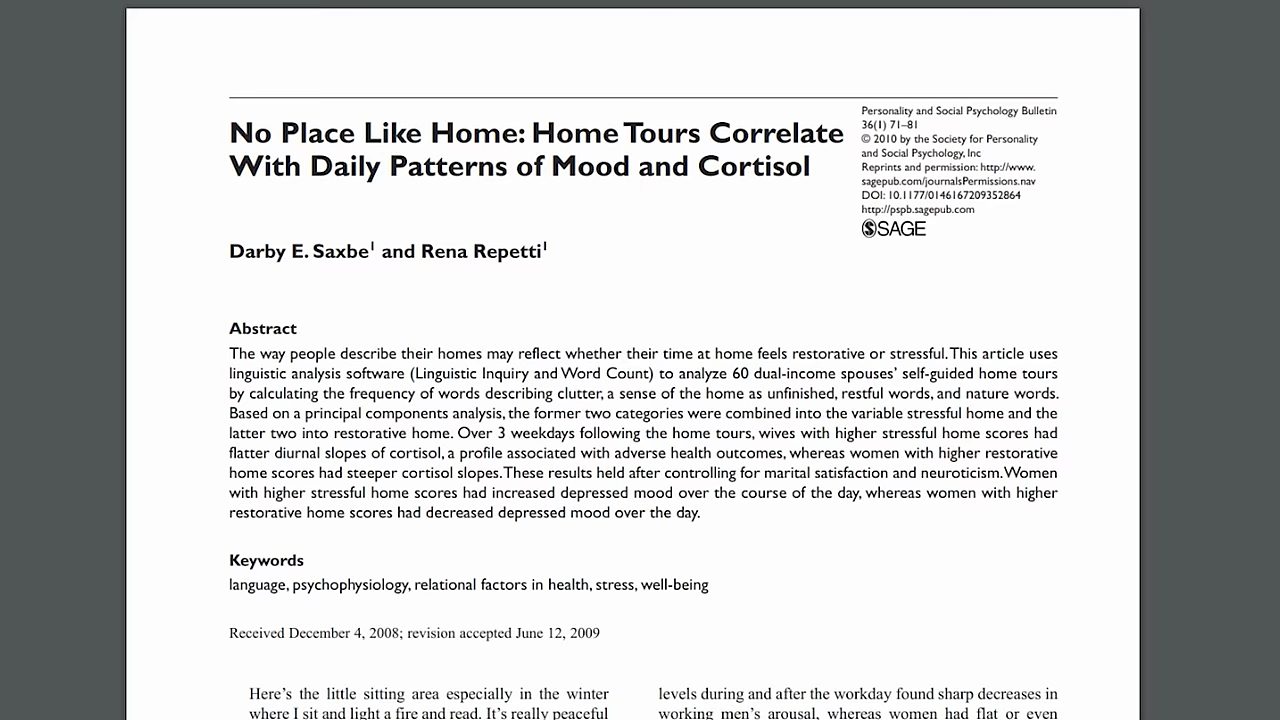 No Place Like Home: Home Tours Correlate
With Daily Patterns of Mood and Cortisol
Personality and Social Psychology Bulletin
36(1) 71–81
© 2010 by the Society for Personality
and Social Psychology, Inc
Reprints and permission: http://www.
sagepub.com/journalsPermissions.nav
DOI: 10.1177/0146167209352864
http://pspb.sagepub.com
SAGE
Darby E. Saxbe¹ and Rena Repetti¹
Abstract
The way people describe their homes may reflect whether their time at home feels restorative or stressful. This article uses
linguistic analysis software (Linguistic Inquiry and Word Count) to analyze 60 dual-income spouses’ self-guided home tours
by calculating the frequency of words describing clutter, a sense of the home as unfinished, restful words, and nature words.
Based on a principal components analysis, the former two categories were combined into the variable stressful home and the
latter two into restorative home. Over 3 weekdays following the home tours, wives with higher stressful home scores had
flatter diurnal slopes of cortisol, a profile associated with adverse health outcomes, whereas women with higher restorative
home scores had steeper cortisol slopes. These results held after controlling for marital satisfaction and neuroticism. Women
with higher stressful home scores had increased depressed mood over the course of the day, whereas women with higher
restorative home scores had decreased depressed mood over the day.
Keywords
language, psychophysiology, relational factors in health, stress, well-being
Received December 4, 2008; revision accepted June 12, 2009
Here’s the little sitting area especially in the winter
where I sit and light a fire and read. It’s really peaceful
levels during and after the workday found sharp decreases in
working men’s arousal, whereas women had flat or even